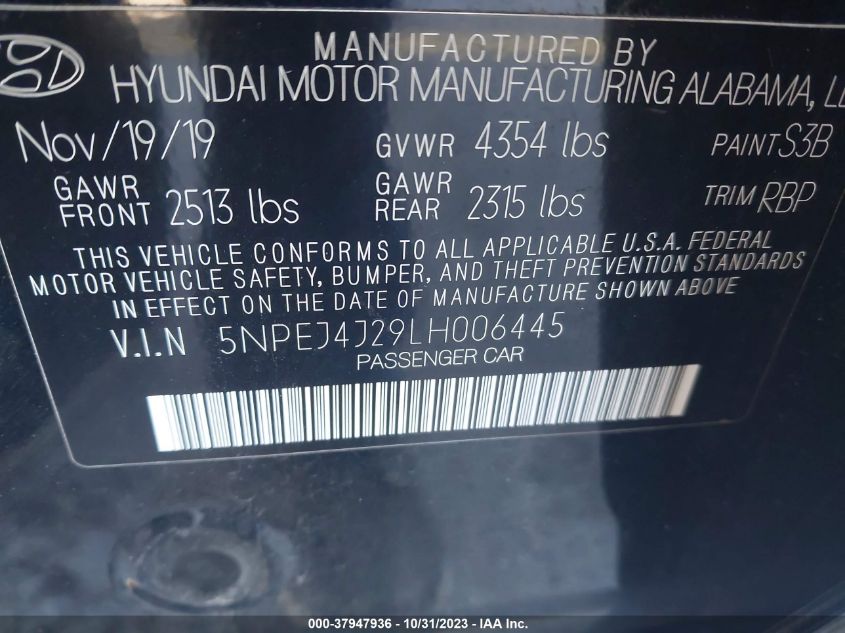 MANUFACTURED BY
HYUNDAI MOTOR MANUFACTURING ALABAMA,
Nov/19/19 GVWR 4354 lbs PAINT S3B
GAWR FRONT 2513 lbs GAWR REAR 2315 lbs TRIM RBP
THIS VEHICLE CONFORMS TO ALL APPLICABLE U.S.A. FEDERAL
MOTOR VEHICLE SAFETY, BUMPER, AND THEFT PREVENTION STANDARDS
IN EFFECT ON THE DATE OF MANUFACTURE SHOWN ABOVE
V.I.N 5NPEJ4J29LH006445
PASSENGER CAR
000-37947936 - 10/31/2023 - IAA Inc.